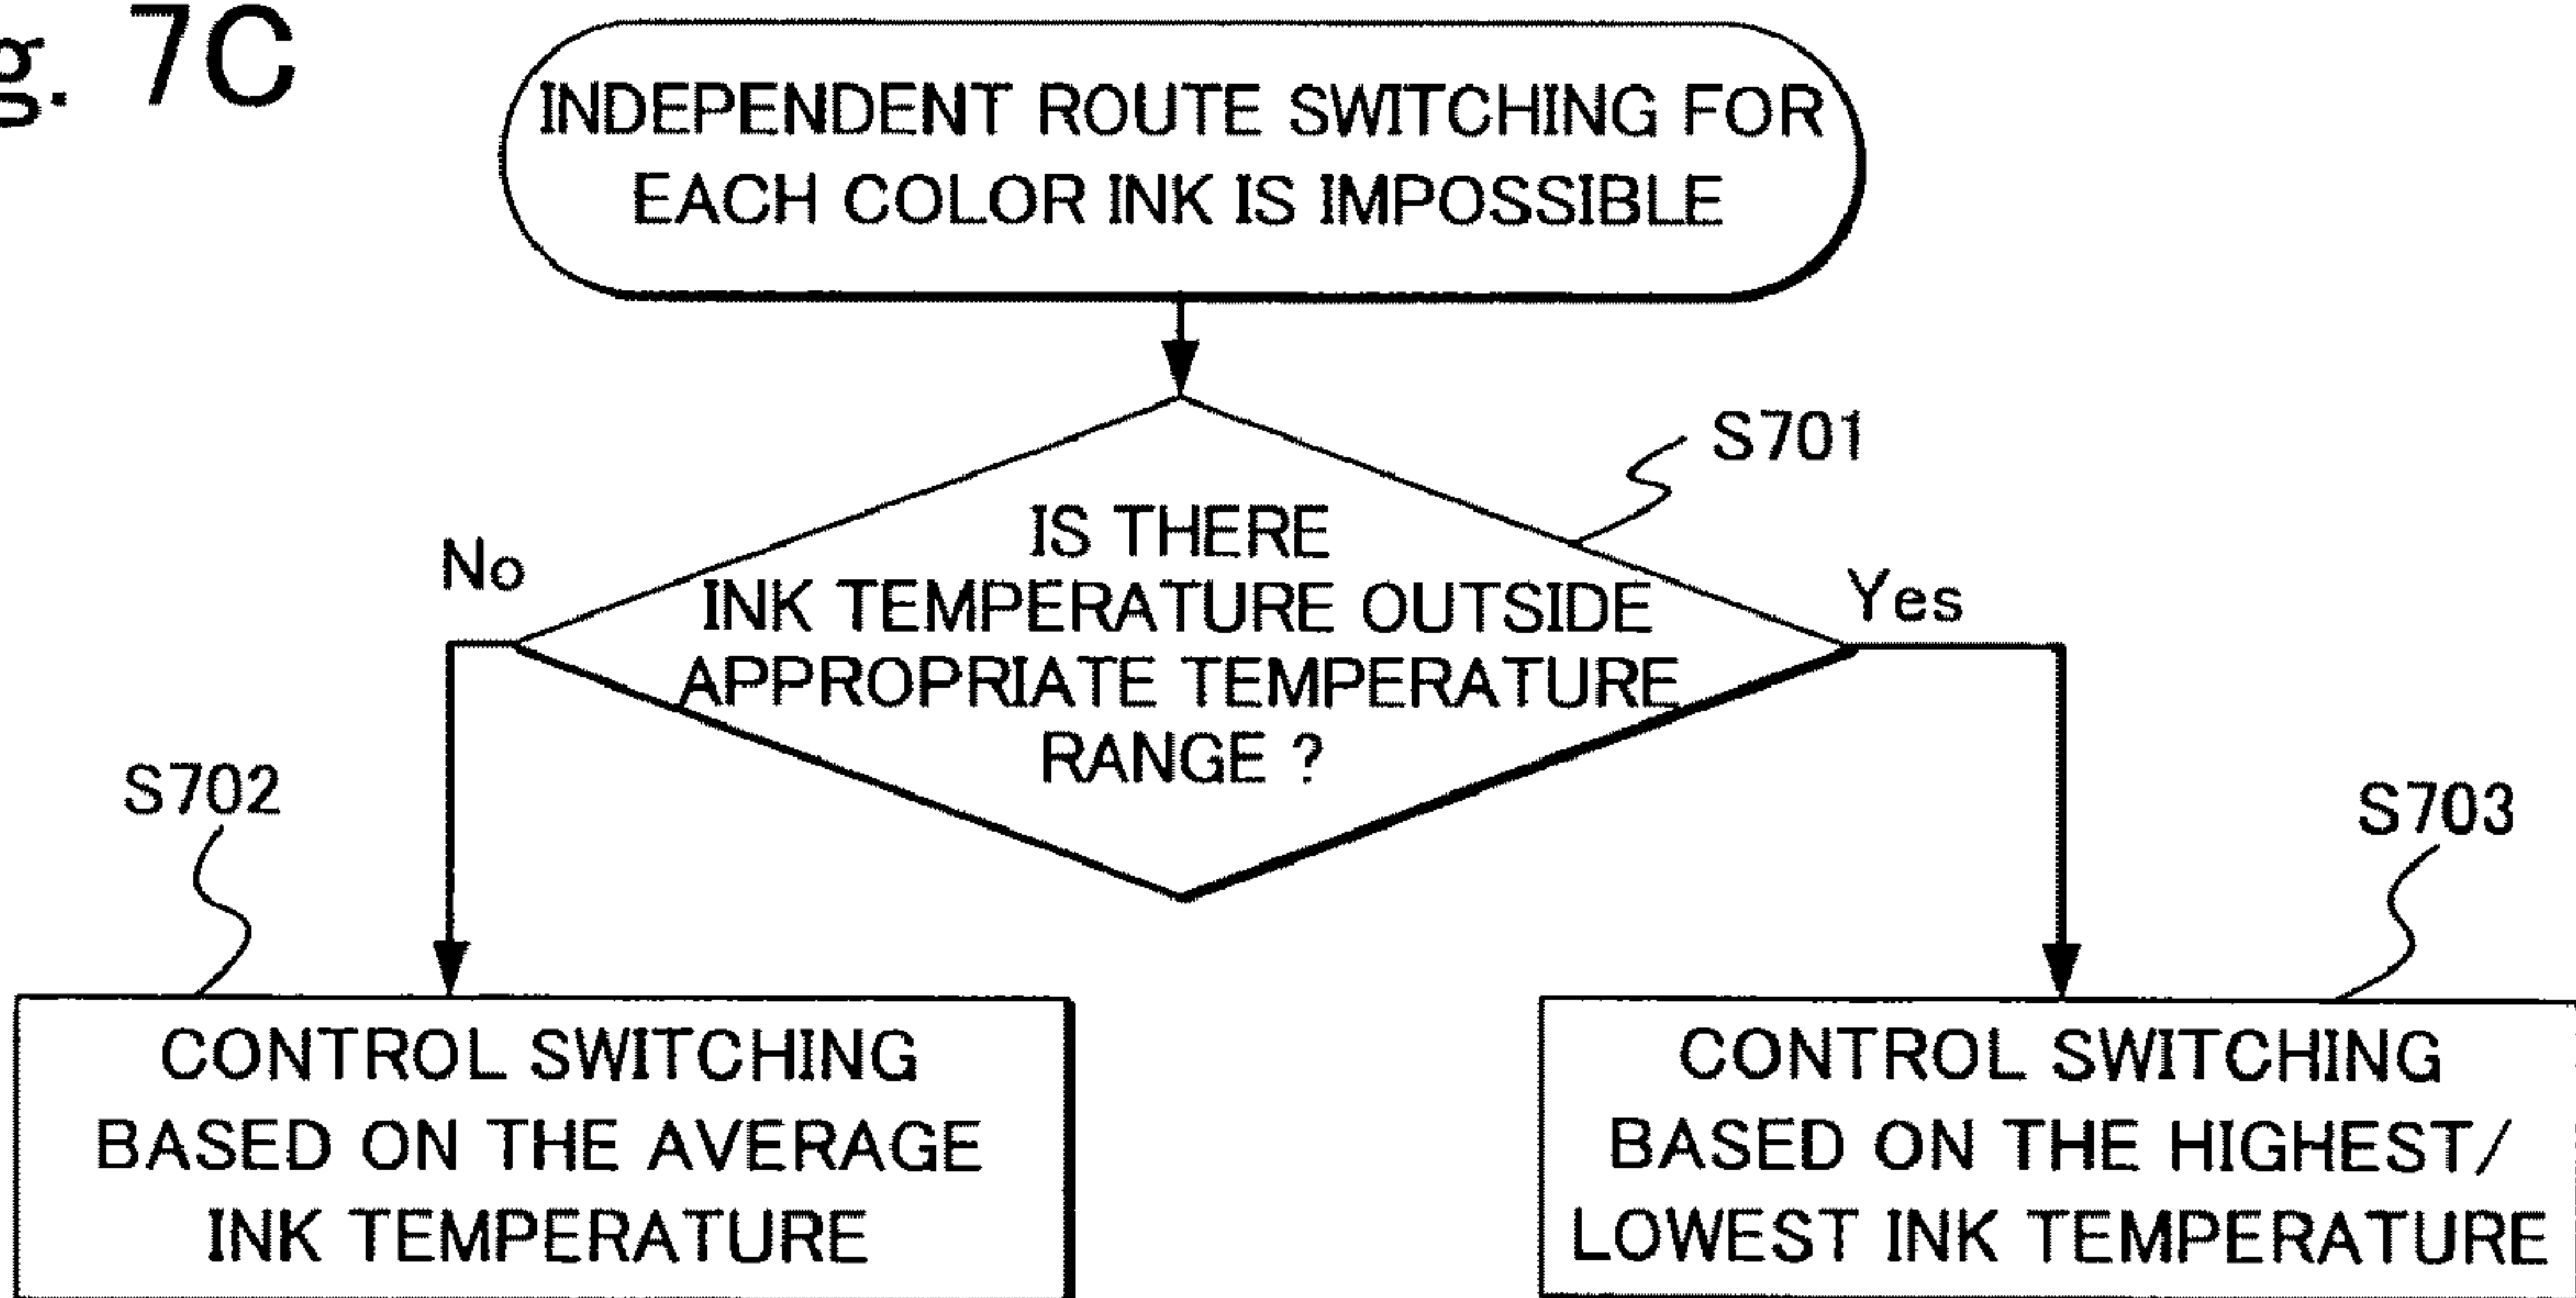 g. 7C
INDEPENDENT ROUTE SWITCHING FOR
EACH COLOR INK IS IMPOSSIBLE
S701
IS THERE
INK TEMPERATURE OUTSIDE
APPROPRIATE TEMPERATURE
RANGE ?
No
Yes
S702
S703
CONTROL SWITCHING
BASED ON THE AVERAGE
INK TEMPERATURE
CONTROL SWITCHING
BASED ON THE HIGHEST/
LOWEST INK TEMPERATURE